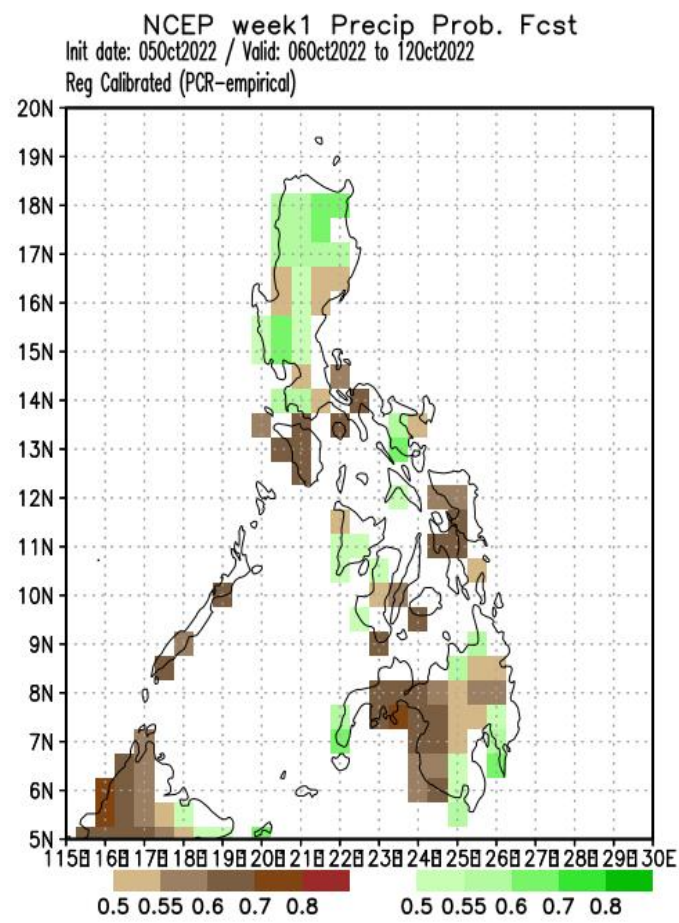 NCEP week1 Precip Prob. Fcst
Init date: 05Oct2022 / Valid: 06Oct2022 to 12Oct2022
Reg Calibrated (PCR-empirical)
20N
19N
18N
17N
16N
15N
14N
13N
12N
11N
10N
9N
8N
7N
6N
5N
115E 116E 117E 118E 119E 120E 121E 122E 123E 124E 125E 126E 127E 128E 129E 130E
0.5 0.55 0.6 0.7 0.8 0.5 0.55 0.6 0.7 0.8